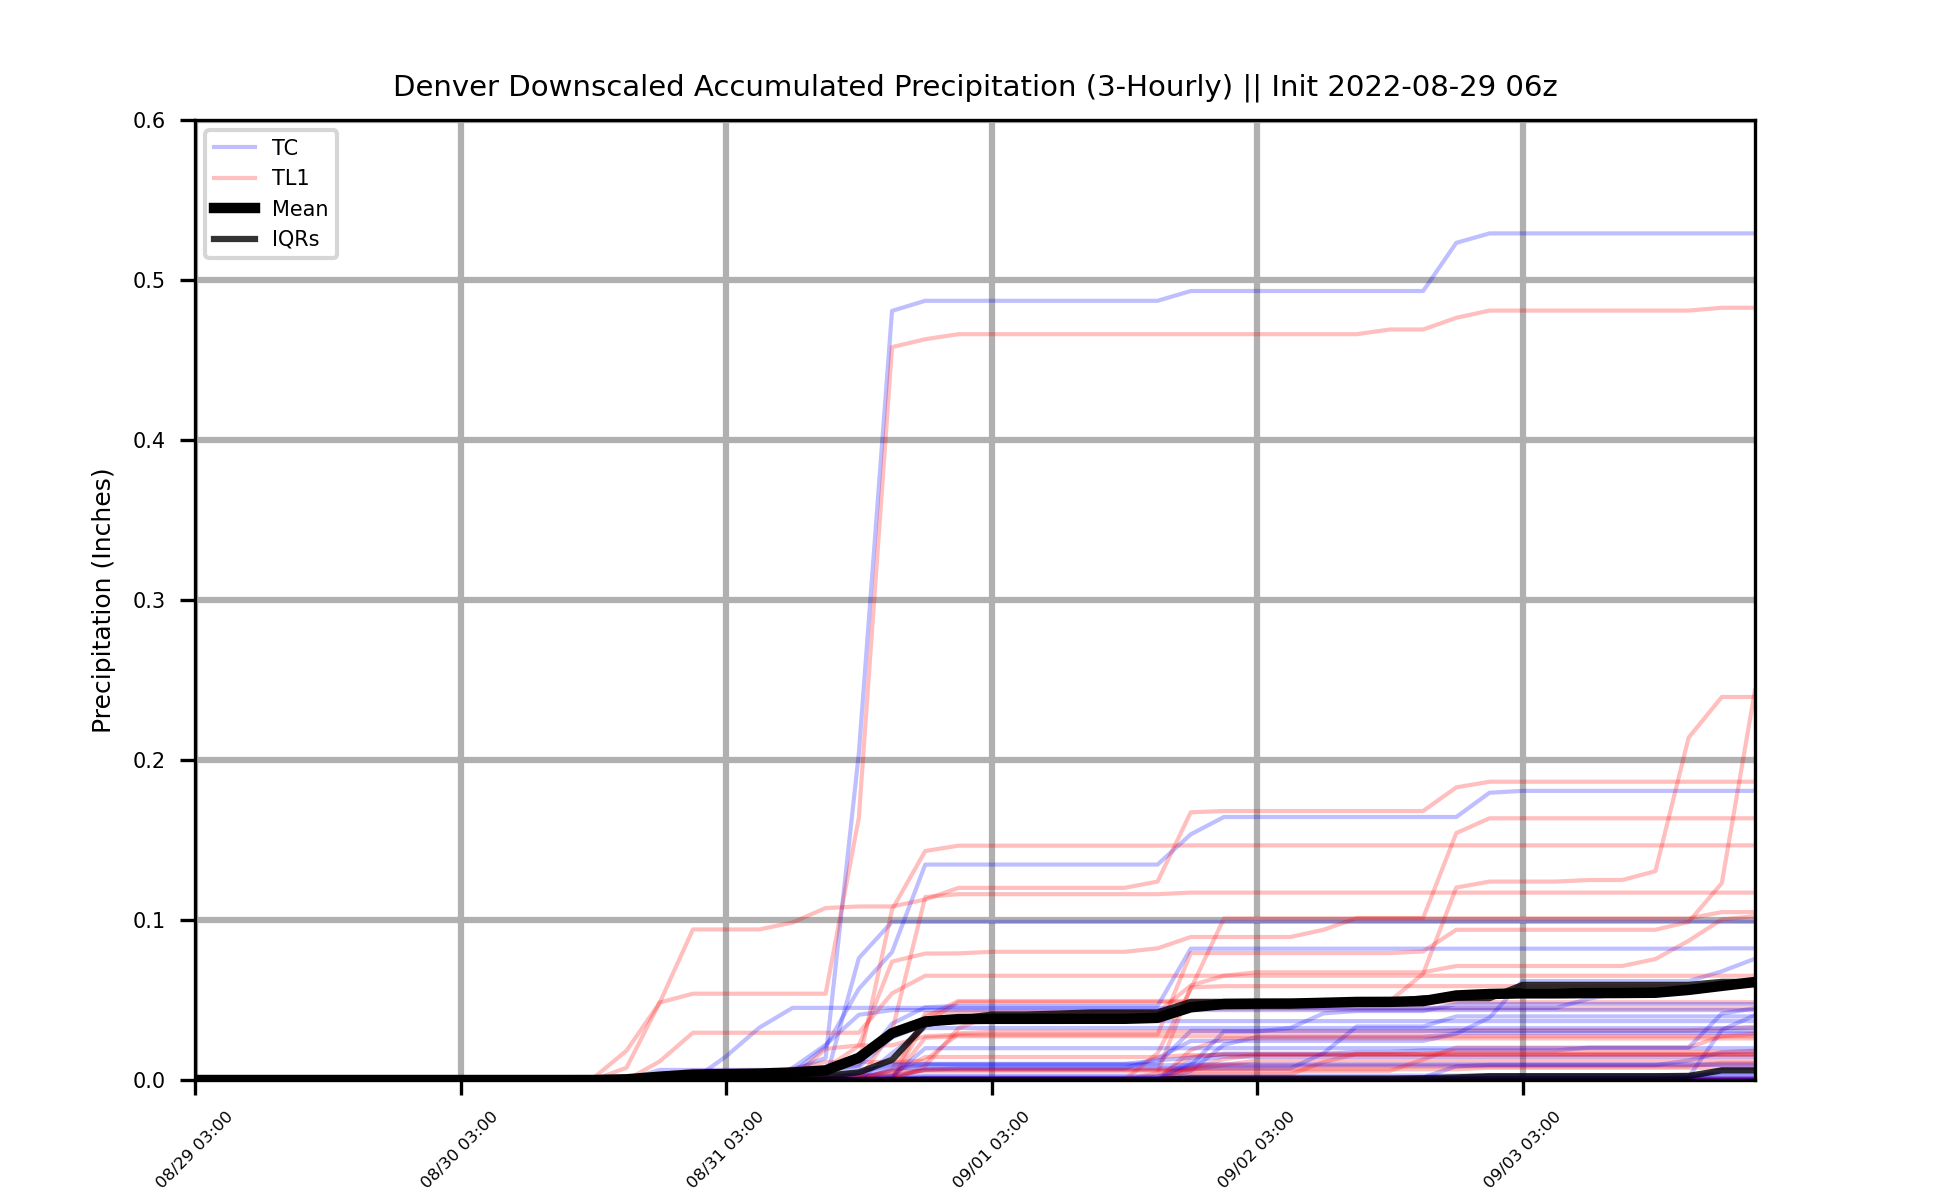 Denver Downscaled Accumulated Precipitation (3-Hourly) || Init 2022-08-29 06z
TC
TL1
Mean
IQRs
Precipitation (Inches)
0.6
0.5
0.4
0.3
0.2
0.1
0.0
08/29 03:00
08/30 03:00
08/31 03:00
09/01 03:00
09/02 03:00
09/03 03:00